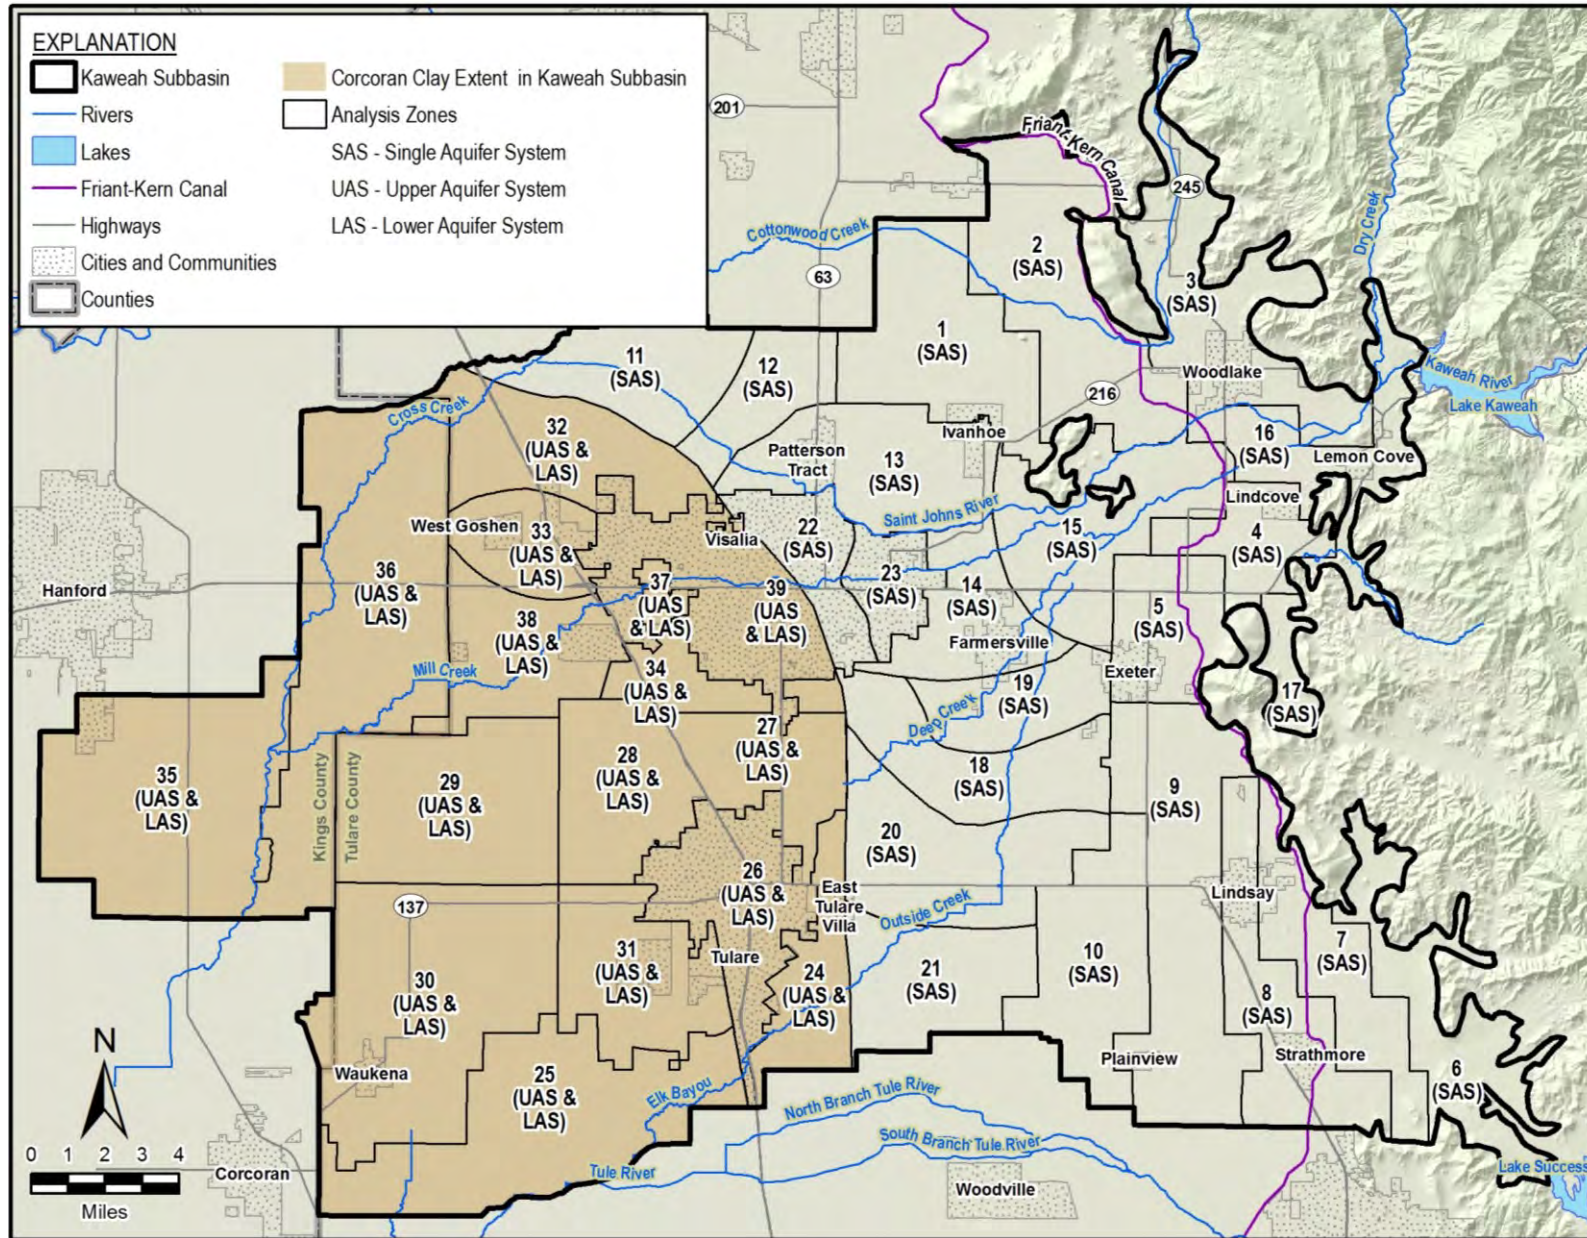 EXPLANATION
Kaweah Subbasin
Rivers
Lakes
Friant-Kern Canal
Highways
Cities and Communities
Counties
Corcoran Clay Extent in Kaweah Subbasin
Analysis Zones
SAS - Single Aquifer System
UAS - Upper Aquifer System
LAS - Lower Aquifer System
201
Friant-Kern Canal
245
Dry Creek
Cottonwood Creek
63
2
(SAS)
3
(SAS)
1
(SAS)
11
(SAS)
12
(SAS)
Woodlake
216
Kaweah River
Lake Kaweah
Cross Creek
32
(UAS &
LAS)
Patterson
Tract
Ivanhoe
13
(SAS)
16
(SAS)
Lemon Cove
Lindcove
West Goshen
33
(UAS &
LAS)
Visalia
22
(SAS)
Saint Johns River
15
(SAS)
4
(SAS)
Hanford
36
(UAS &
LAS)
37
(UAS
& LAS)
39
(UAS
& LAS)
23
(SAS)
14
(SAS)
5
(SAS)
38
(UAS &
LAS)
Farmersville
Exeter
Mill Creek
34
(UAS &
LAS)
Deep Creek
19
(SAS)
17
(SAS)
35
(UAS &
LAS)
Kings County
Tulare County
29
(UAS &
LAS)
28
(UAS &
LAS)
27
(UAS &
LAS)
18
(SAS)
9
(SAS)
20
(SAS)
26
(UAS &
LAS)
East
Tulare
Villa
Lindsay
137
Outside Creek
31
(UAS &
LAS)
Tulare
24
(UAS &
LAS)
21
(SAS)
10
(SAS)
7
(SAS)
30
(UAS &
LAS)
8
(SAS)
N
Waukena
Plainview
Strathmore
25
(UAS &
LAS)
Elk Bayou
6
(SAS)
North Branch Tule River
South Branch Tule River
0 1 2 3 4
Miles
Corcoran
Tule River
Woodville
Lake Success